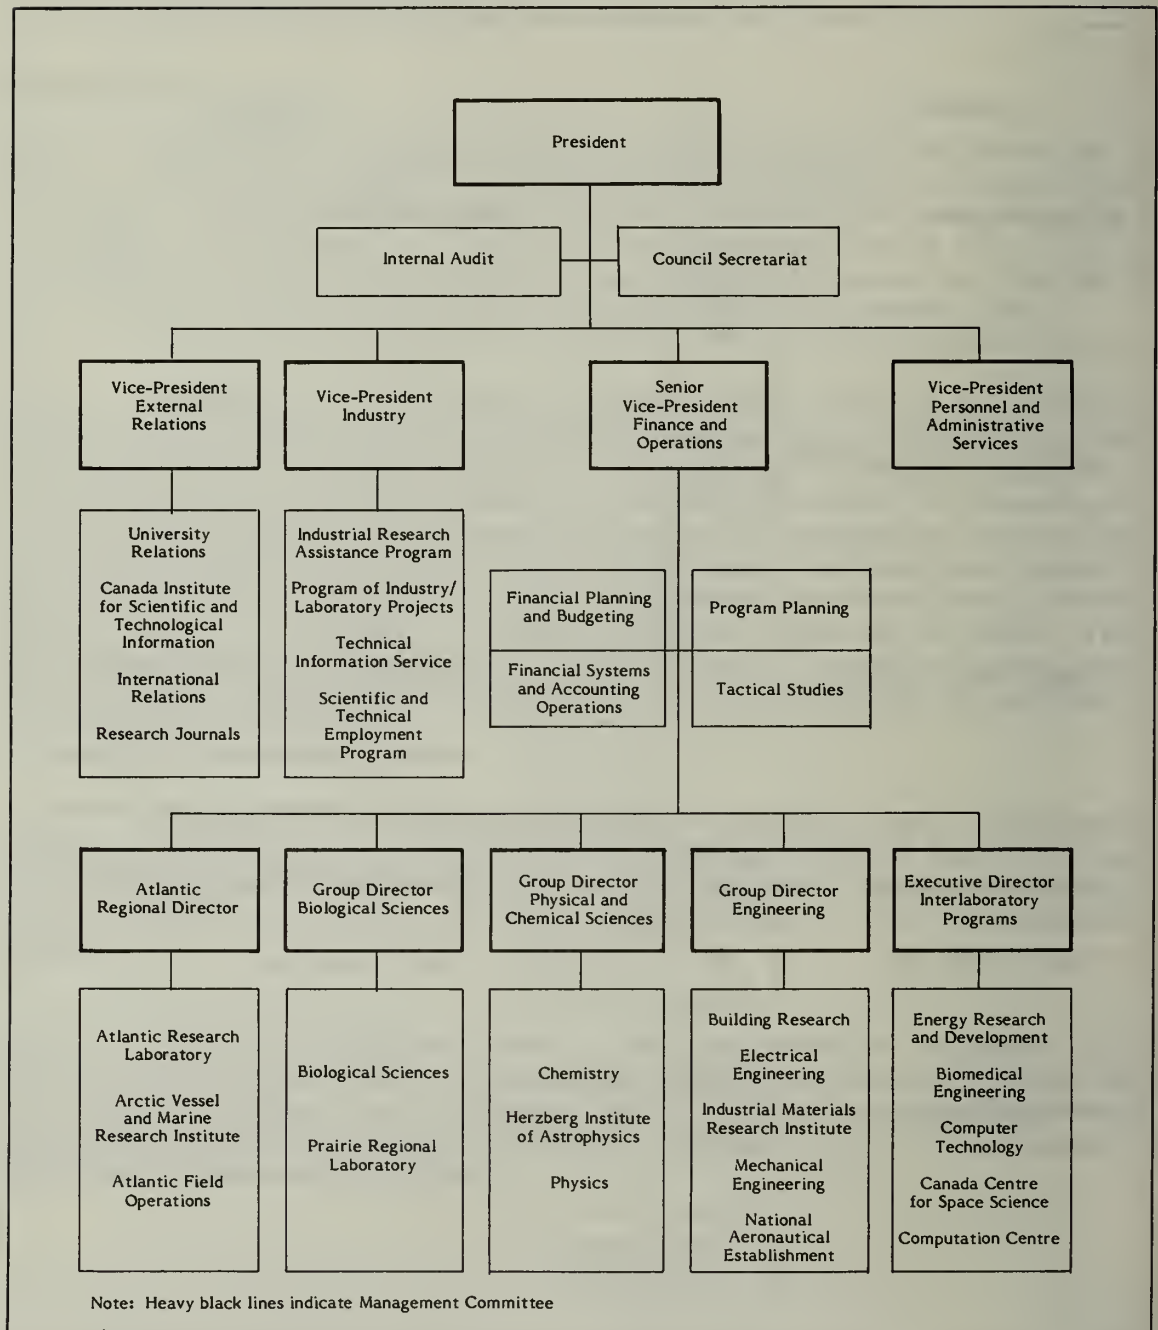 President
Internal Audit
Council Secretariat
Vice-President
External
Relations
Vice-President
Industry
Senior
Vice-President
Finance and
Operations
Vice-President
Personnel and
Administrative
Services
University
Relations
Canada Institute
for Scientific and
Technological
Information
International
Relations
Research Journals
Industrial Research
Assistance Program
Program of Industry/
Laboratory Projects
Technical
Information Service
Scientific and
Technical
Employment
Program
Financial Planning
and Budgeting
Program Planning
Financial Systems
and Accounting
Operations
Tactical Studies
Atlantic
Regional Director
Group Director
Biological Sciences
Group Director
Physical and
Chemical Sciences
Group Director
Engineering
Executive Director
Interlaboratory
Programs
Atlantic Research
Laboratory
Arctic Vessel
and Marine
Research Institute
Atlantic Field
Operations
Biological Sciences
Prairie Regional
Laboratory
Chemistry
Herzberg Institute
of Astrophysics
Physics
Building Research
Electrical
Engineering
Industrial Materials
Research Institute
Mechanical
Engineering
National
Aeronautical
Establishment
Energy Research
and Development
Biomedical
Engineering
Computer
Technology
Canada Centre
for Space Science
Computation Centre
Note: Heavy black lines indicate Management Committee